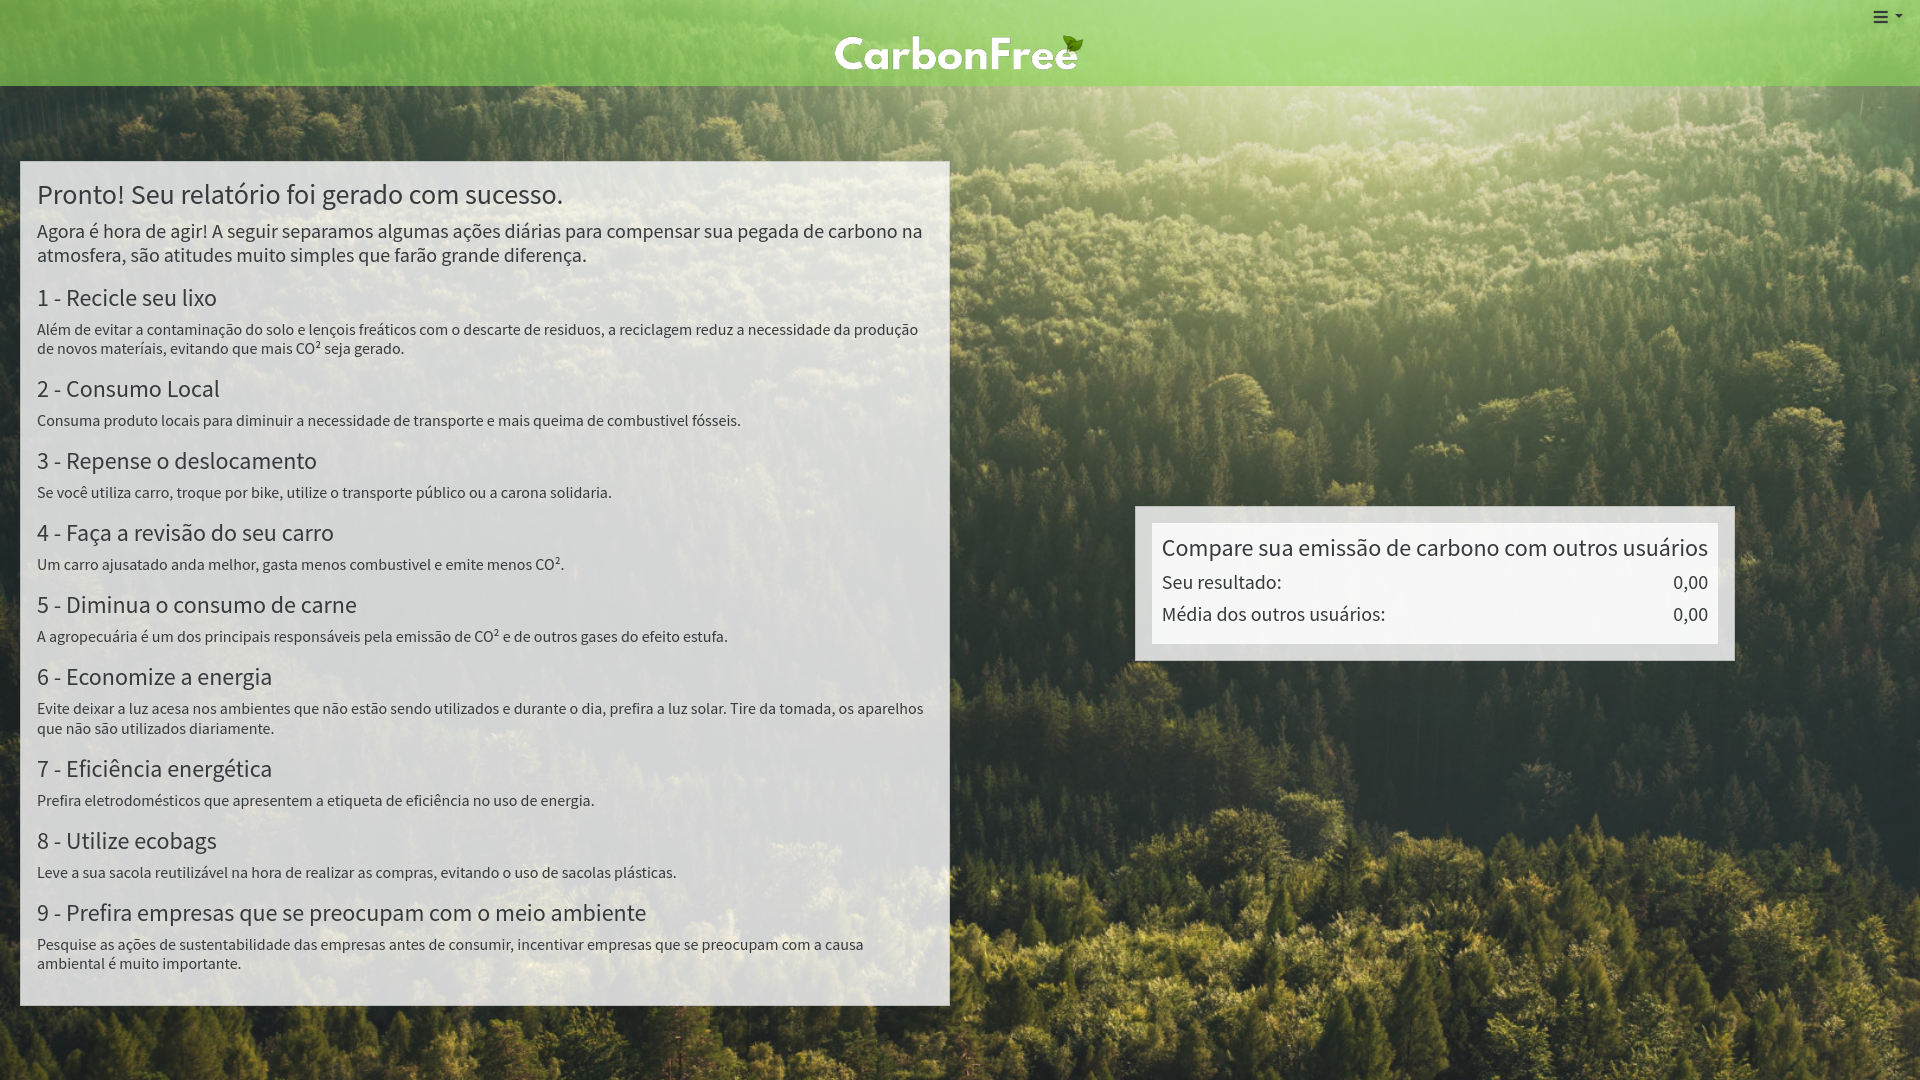 CarbonFree
Pronto! Seu relatório foi gerado com sucesso.
Agora é hora de agir! A seguir separamos algumas ações diárias para compensar sua pegada de carbono na
atmosfera, são atitudes muito simples que farão grande diferença.
1 - Recicle seu lixo
Além de evitar a contaminação do solo e lençois freáticos com o descarte de residuos, a reciclagem reduz a necessidade da produção
de novos materíais, evitando que mais CO² seja gerado.
2 - Consumo Local
Consuma produto locais para diminuir a necessidade de transporte e mais queima de combustivel fósseis.
3 - Repense o deslocamento
Se você utiliza carro, troque por bike, utilize o transporte público ou a carona solidaria.
4 - Faça a revisão do seu carro
Um carro ajusatado anda melhor, gasta menos combustivel e emite menos CO².
5 - Diminua o consumo de carne
A agropecuária é um dos principais responsáveis pela emissão de CO² e de outros gases do efeito estufa.
6 - Economize a energia
Evite deixar a luz acesa nos ambientes que não estão sendo utilizados e durante o dia, prefira a luz solar. Tire da tomada, os aparelhos
que não são utilizados diariamente.
7 - Eficiência energética
Prefira eletrodomésticos que apresentem a etiqueta de eficiência no uso de energia.
8 - Utilize ecobags
Leve a sua sacola reutilizável na hora de realizar as compras, evitando o uso de sacolas plásticas.
9 - Prefira empresas que se preocupam com o meio ambiente
Pesquise as ações de sustentabilidade das empresas antes de consumir, incentivar empresas que se preocupam com a causa
ambiental é muito importante.
Compare sua emissão de carbono com outros usuários
Seu resultado: 0,00
Média dos outros usuários: 0,00